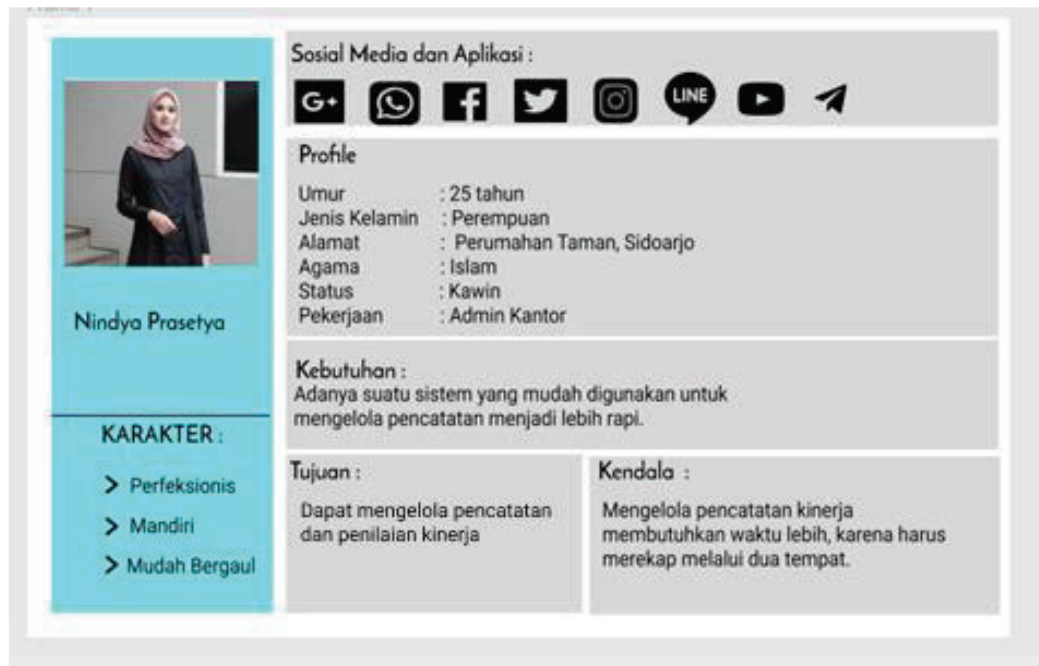 Sosial Media dan Aplikasi :
G+
LINE
Profile
Umur : 25 tahun
Jenis Kelamin : Perempuan
Alamat : Perumahan Taman, Sidoarjo
Agama : Islam
Status : Kawin
Pekerjaan : Admin Kantor
Nindya Prasetya
Kebutuhan :
Adanya suatu sistem yang mudah digunakan untuk
mengelola pencatatan menjadi lebih rapi.
KARAKTER :
Perfeksionis
Mandiri
Mudah Bergaul
Tujuan :
Dapat mengelola pencatatan
dan penilaian kinerja
Kendala :
Mengelola pencatatan kinerja
membutuhkan waktu lebih, karena harus
merekap melalui dua tempat.